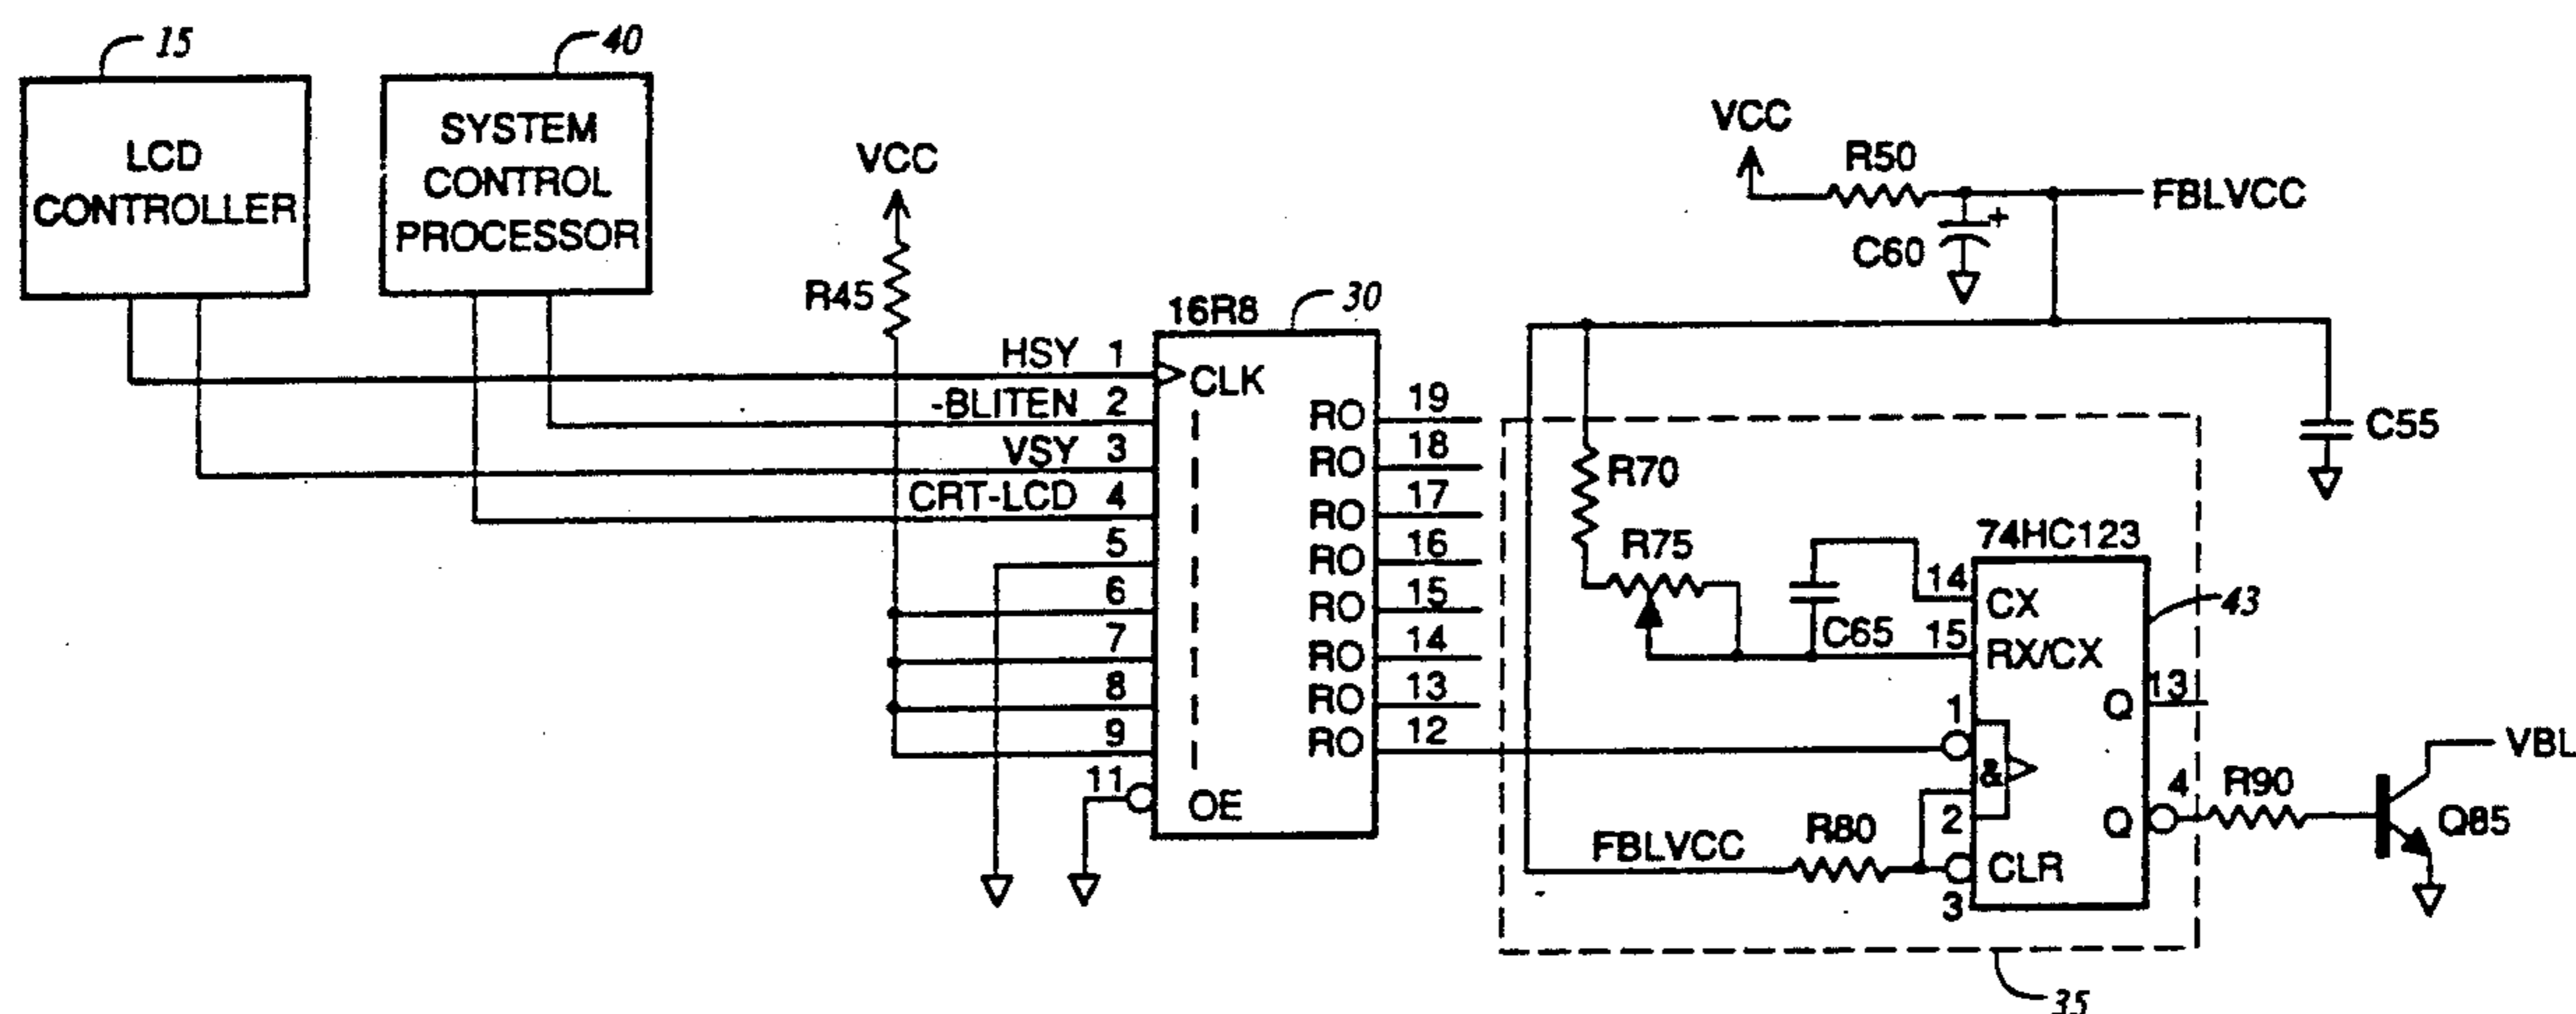 15
40
LCD
CONTROLLER
SYSTEM
CONTROL
PROCESSOR
VCC
R45
HSY 1
-BLITEN 2
VSY 3
CRT-LCD 4
5
6
7
8
9
11
16R8
30
CLK
I
I
I
I
I
I
I
I
OE
RO 19
RO 18
RO 17
RO 16
RO 15
RO 14
RO 13
RO 12
VCC
R50
FBLVCC
+
C60
C55
R70
R75
C65
74HC123
43
14 CX
15 RX/CX
1
&
2
3
CLR
Q 13
Q 4
FBLVCC
R80
R90
VBL
Q85
35